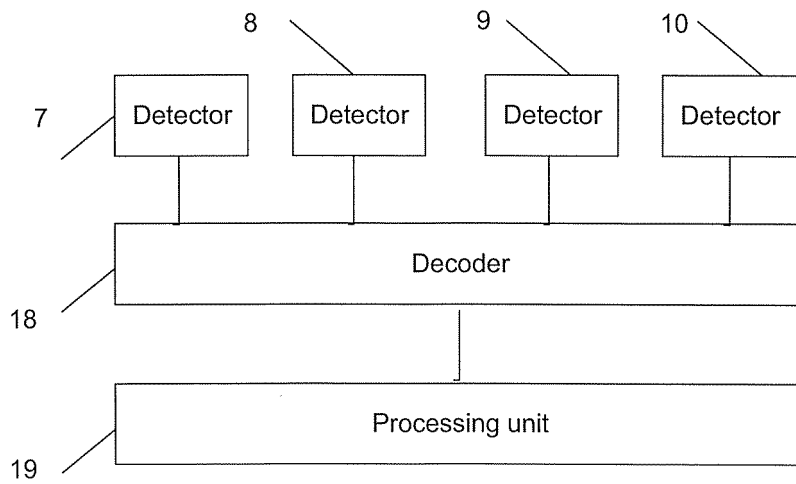 8
9
10
7
Detector
Detector
Detector
Detector
Decoder
18
Processing unit
19